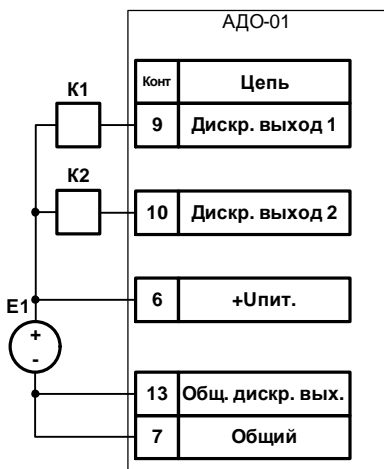 АДО-01
Конт Цепь
К1
9 Дискр. выход 1
К2
10 Дискр. выход 2
6 +Uпит.
E1
+
-
13 Общ. дискр. вых.
7 Общий